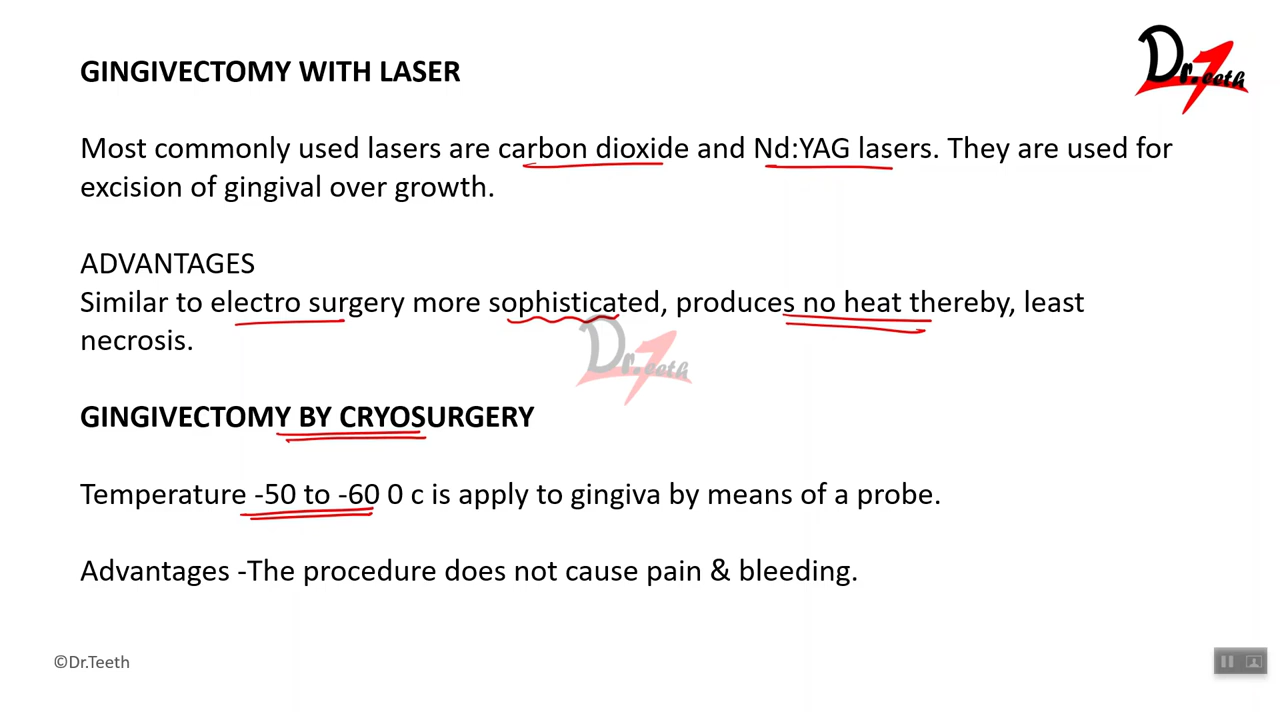 GINGIVECTOMY WITH LASER
Dr.Teeth
Most commonly used lasers are carbon dioxide and Nd:YAG lasers. They are used for
excision of gingival over growth.
ADVANTAGES
Similar to electro surgery more sophisticated, produces no heat thereby, least
necrosis.
Dr.Teeth
GINGIVECTOMY BY CRYOSURGERY
Temperature -50 to -60 0 c is apply to gingiva by means of a probe.
Advantages -The procedure does not cause pain & bleeding.
©Dr.Teeth